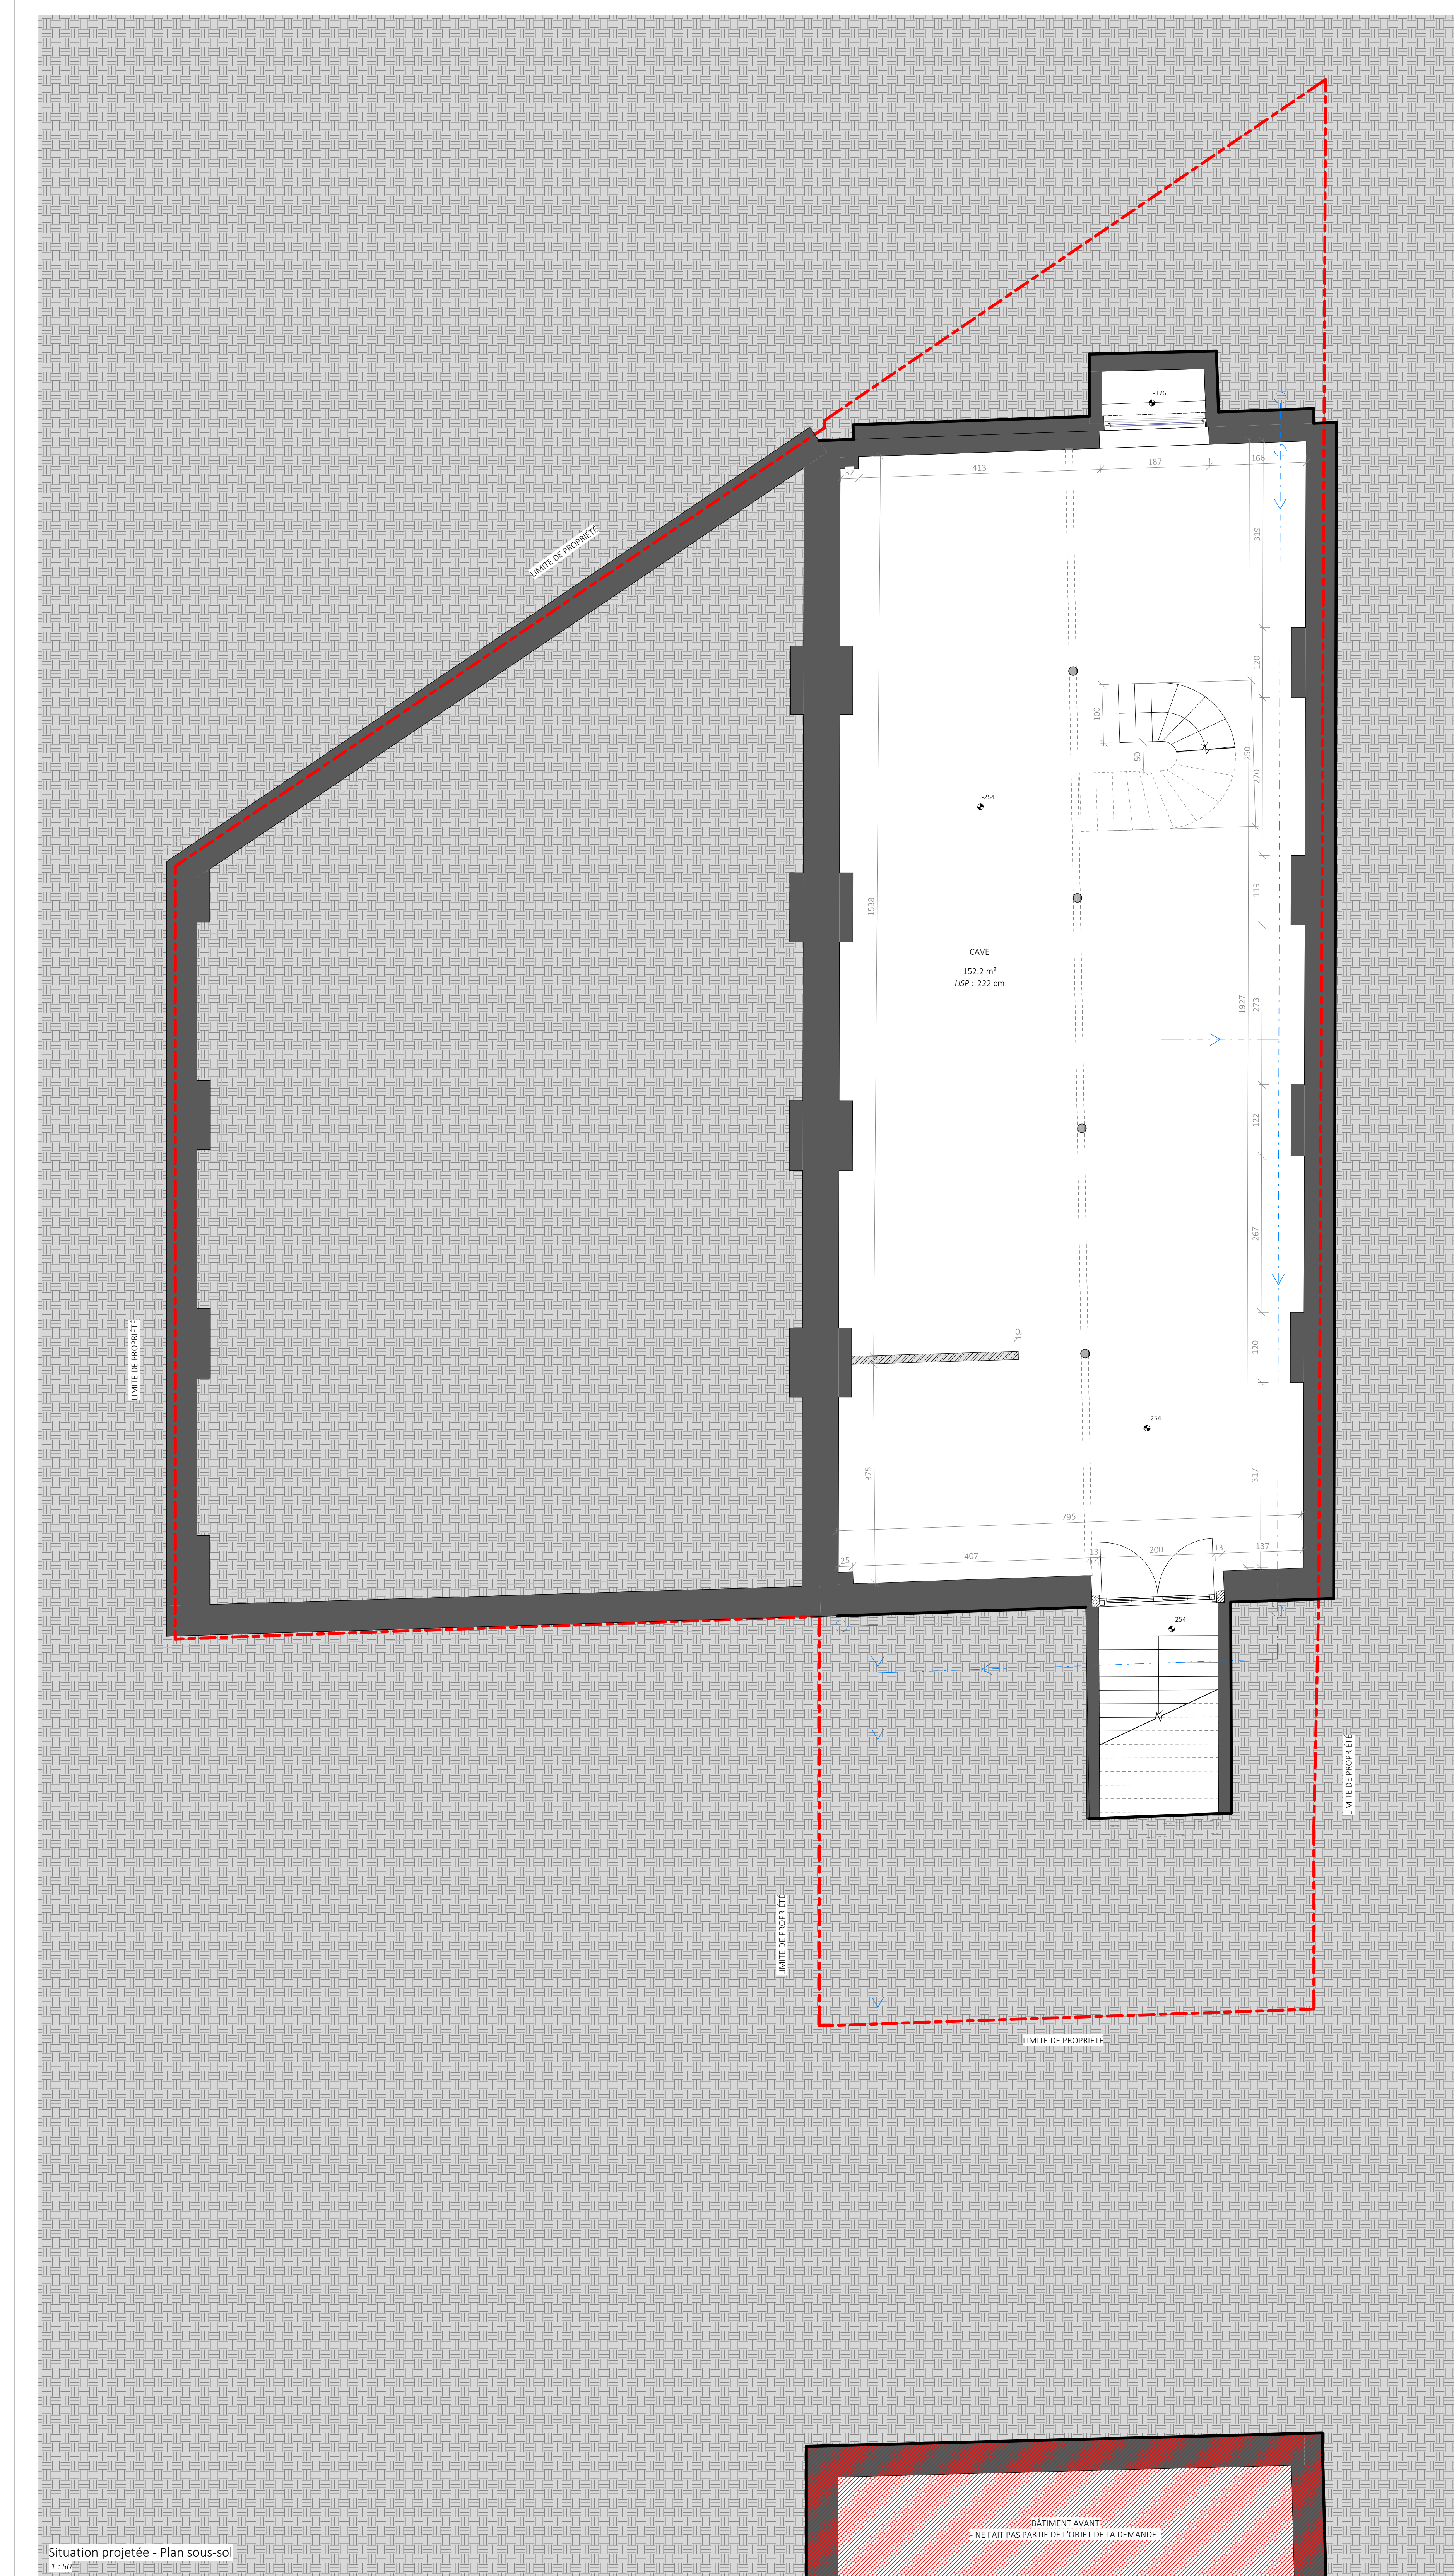 -176
32
413
187
166
LIMITE DE PROPRIÉTÉ
319
120
100
50
250
270
-254
119
1538
CAVE
152.2 m²
HSP : 222 cm
1927
273
122
267
LIMITE DE PROPRIÉTÉ
0,
120
-254
375
317
795
25
407
13
200
13
137
-254
LIMITE DE PROPRIÉTÉ
LIMITE DE PROPRIÉTÉ
LIMITE DE PROPRIÉTÉ
BÂTIMENT AVANT
- NE FAIT PAS PARTIE DE L'OBJET DE LA DEMANDE -
Situation projetée - Plan sous-sol
1 : 50